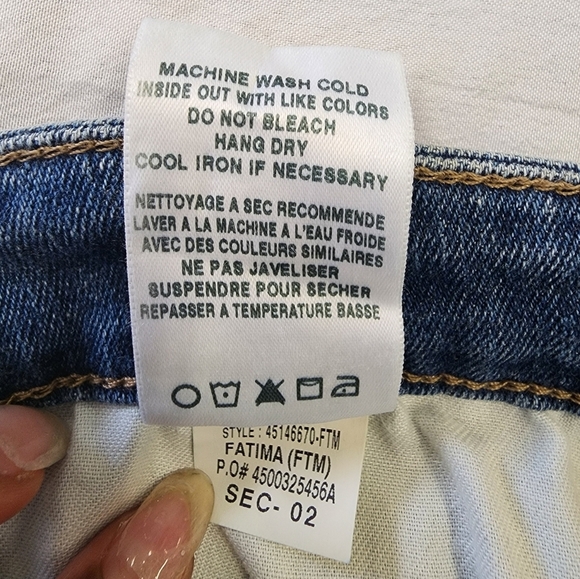 MACHINE WASH COLD
INSIDE OUT WITH LIKE COLORS
DO NOT BLEACH
HANG DRY
COOL IRON IF NECESSARY
NETTOYAGE A SEC RECOMMENDE
LAVER A LA MACHINE A L'EAU FROIDE
AVEC DES COULEURS SIMILAIRES
NE PAS JAVELISER
SUSPENDRE POUR SECHER
REPASSER A TEMPERATURE BASSE
STYLE : 45146670-FTM
FATIMA (FTM)
P.O# 4500325456A
SEC- 02